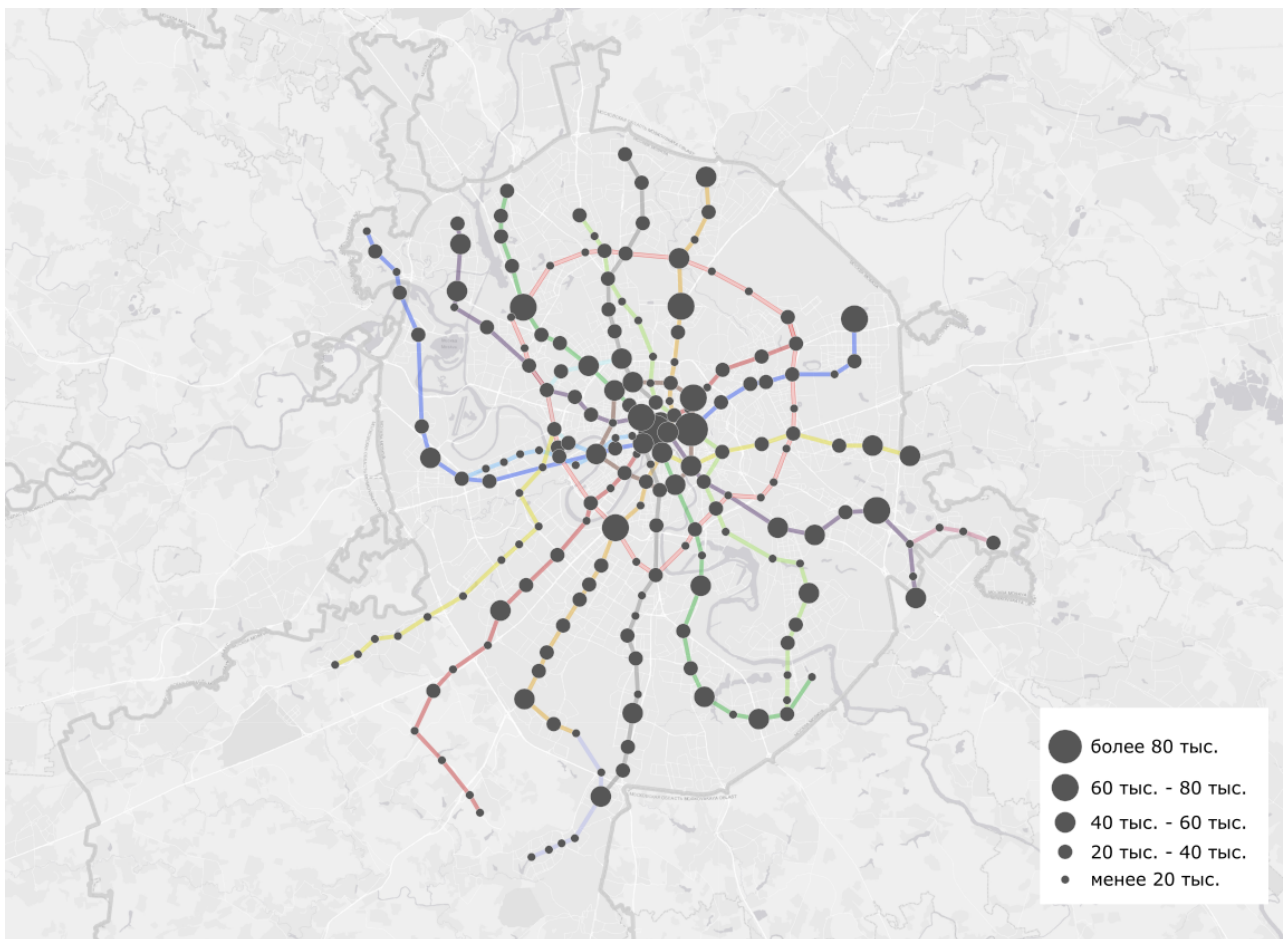 более 80 тыс.
60 тыс. - 80 тыс.
40 тыс. - 60 тыс.
20 тыс. - 40 тыс.
менее 20 тыс.